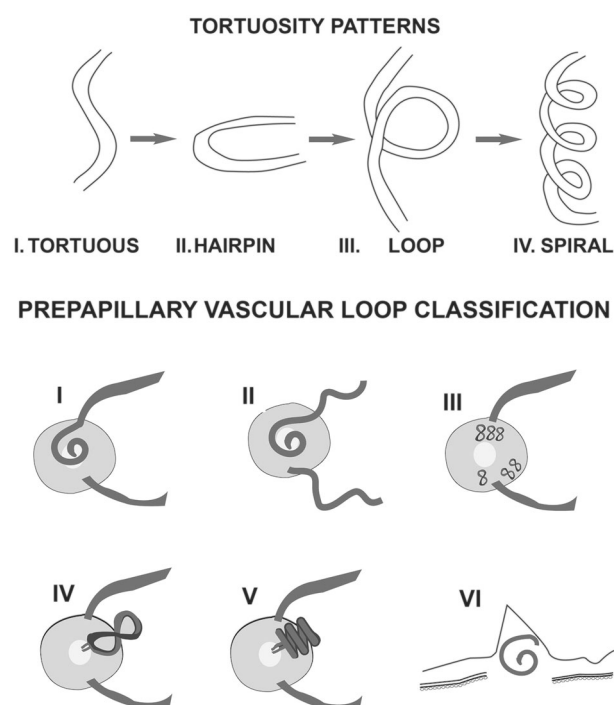 TORTUOSITY PATTERNS
I. TORTUOUS II. HAIRPIN III. LOOP IV. SPIRAL
PREPAPILLARY VASCULAR LOOP CLASSIFICATION
I II III
IV V VI